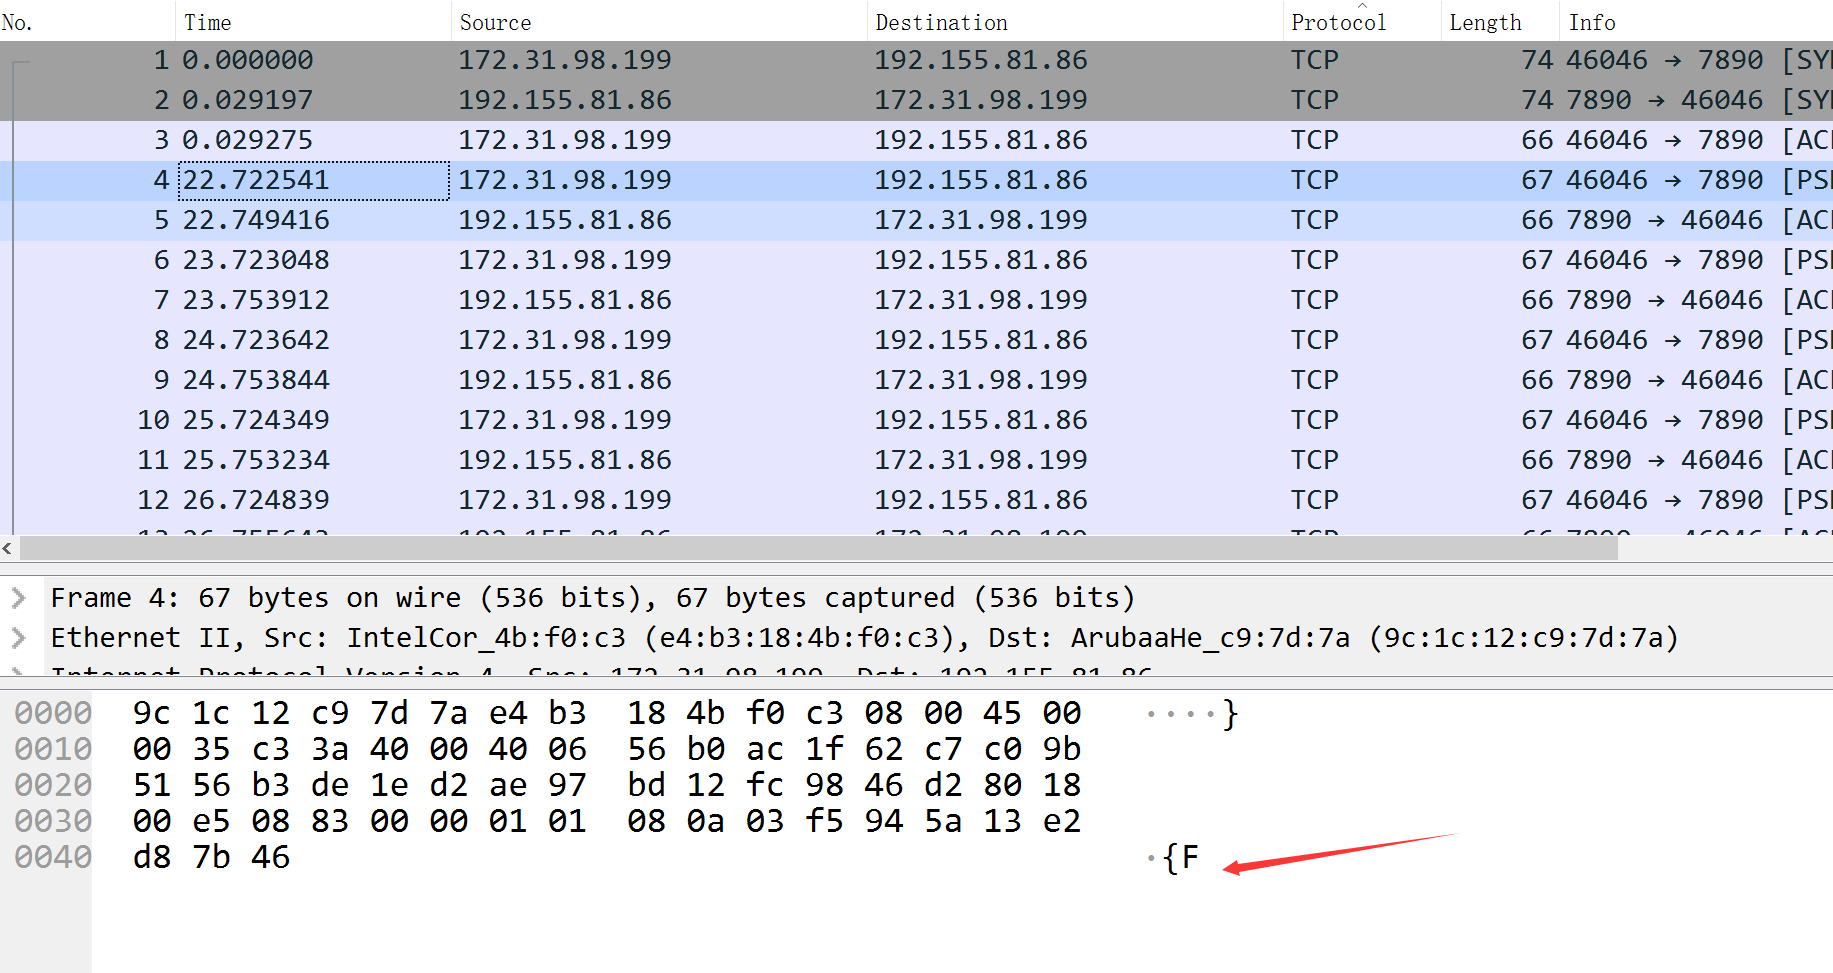 No. Time Source Destination Protocol Length Info
1 0.000000 172.31.98.199 192.155.81.86 TCP 74 46046 → 7890 [SY
2 0.029197 192.155.81.86 172.31.98.199 TCP 74 7890 → 46046 [SY
3 0.029275 172.31.98.199 192.155.81.86 TCP 66 46046 → 7890 [AC
4 22.722541 172.31.98.199 192.155.81.86 TCP 67 46046 → 7890 [PS
5 22.749416 192.155.81.86 172.31.98.199 TCP 66 7890 → 46046 [AC
6 23.723048 172.31.98.199 192.155.81.86 TCP 67 46046 → 7890 [PS
7 23.753912 192.155.81.86 172.31.98.199 TCP 66 7890 → 46046 [AC
8 24.723642 172.31.98.199 192.155.81.86 TCP 67 46046 → 7890 [PS
9 24.753844 192.155.81.86 172.31.98.199 TCP 66 7890 → 46046 [AC
10 25.724349 172.31.98.199 192.155.81.86 TCP 67 46046 → 7890 [PS
11 25.753234 192.155.81.86 172.31.98.199 TCP 66 7890 → 46046 [AC
12 26.724839 172.31.98.199 192.155.81.86 TCP 67 46046 → 7890 [PS
Frame 4: 67 bytes on wire (536 bits), 67 bytes captured (536 bits)
Ethernet II, Src: IntelCor_4b:f0:c3 (e4:b3:18:4b:f0:c3), Dst: ArubaaHe_c9:7d:7a (9c:1c:12:c9:7d:7a)
Internet Protocol Version 4, Src: 172.31.98.199, Dst: 192.155.81.86
0000 9c 1c 12 c9 7d 7a e4 b3 18 4b f0 c3 08 00 45 00 ····}
0010 00 35 c3 3a 40 00 40 06 56 b0 ac 1f 62 c7 c0 9b
0020 51 56 b3 de 1e d2 ae 97 bd 12 fc 98 46 d2 80 18
0030 00 e5 08 83 00 00 01 01 08 0a 03 f5 94 5a 13 e2
0040 d8 7b 46 ·{F